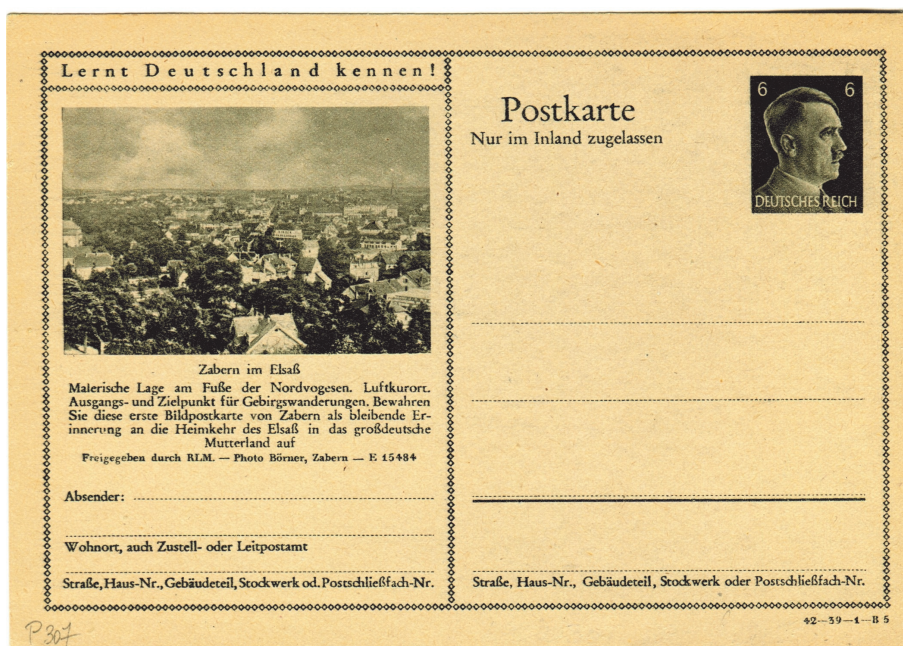 Lernt Deutschland kennen!
Zabern im Elsaß
Malerische Lage am Fuße der Nordvogesen. Luftkurort.
Ausgangs- und Zielpunkt für Gebirgswanderungen. Bewahren
Sie diese erste Bildpostkarte von Zabern als bleibende Er-
innerung an die Heimkehr des Elsaß in das großdeutsche
Mutterland auf
Freigegeben durch RLM. — Photo Börner, Zabern — E 15484
Absender:
Wohnort, auch Zustell- oder Leitpostamt
Straße, Haus-Nr., Gebäudeteil, Stockwerk od. Postschließfach-Nr.
Postkarte
Nur im Inland zugelassen
6 6
DEUTSCHES REICH
Straße, Haus-Nr., Gebäudeteil, Stockwerk oder Postschließfach-Nr.
42—39—1—B 5
P 307